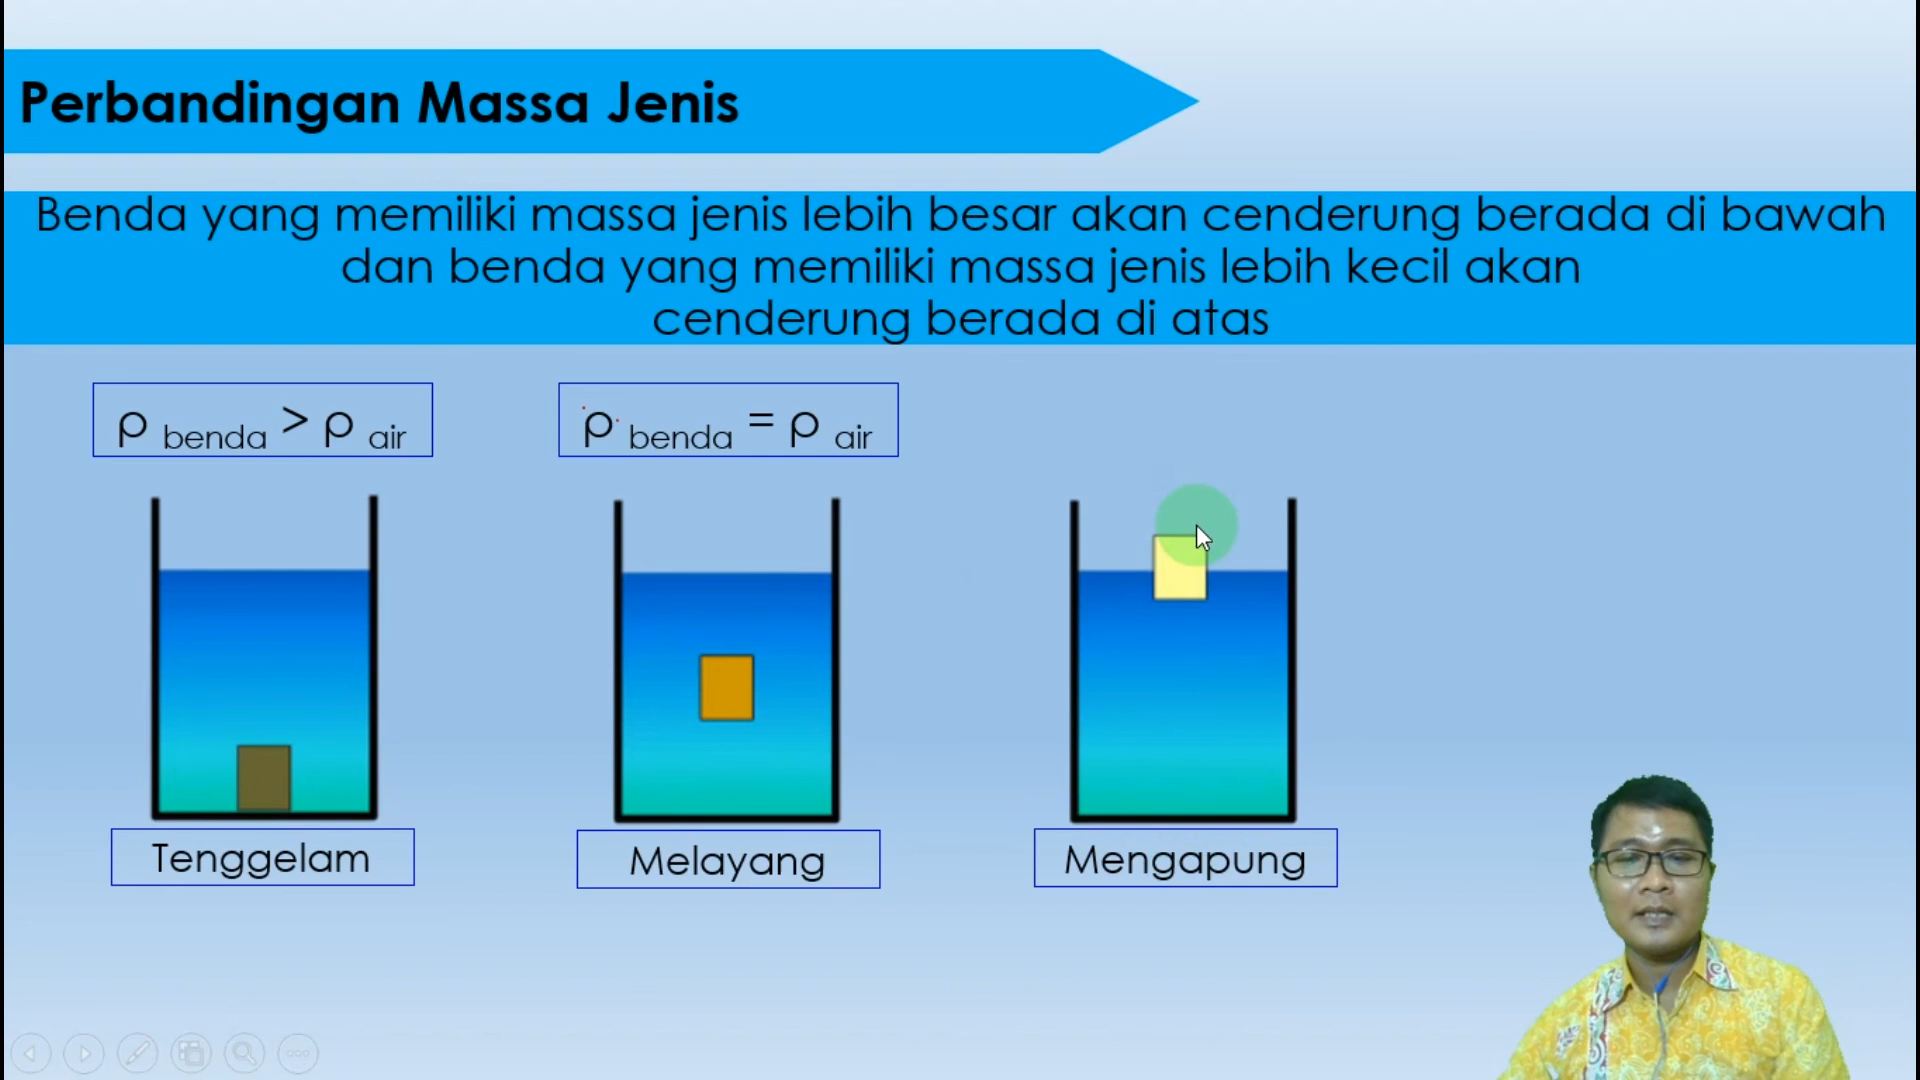 Perbandingan Massa Jenis
Benda yang memiliki massa jenis lebih besar akan cenderung berada di bawah
dan benda yang memiliki massa jenis lebih kecil akan
cenderung berada di atas
ρ benda > ρ air
ρ benda = ρ air
Tenggelam
Melayang
Mengapung